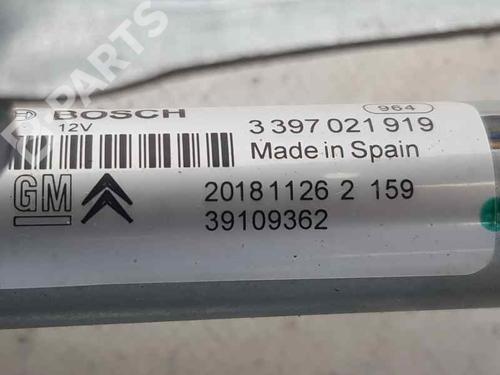 B PARTS
BOSCH
12V
964
3 397 021 919
Made in Spain
GM
20181126 2 159
39109362